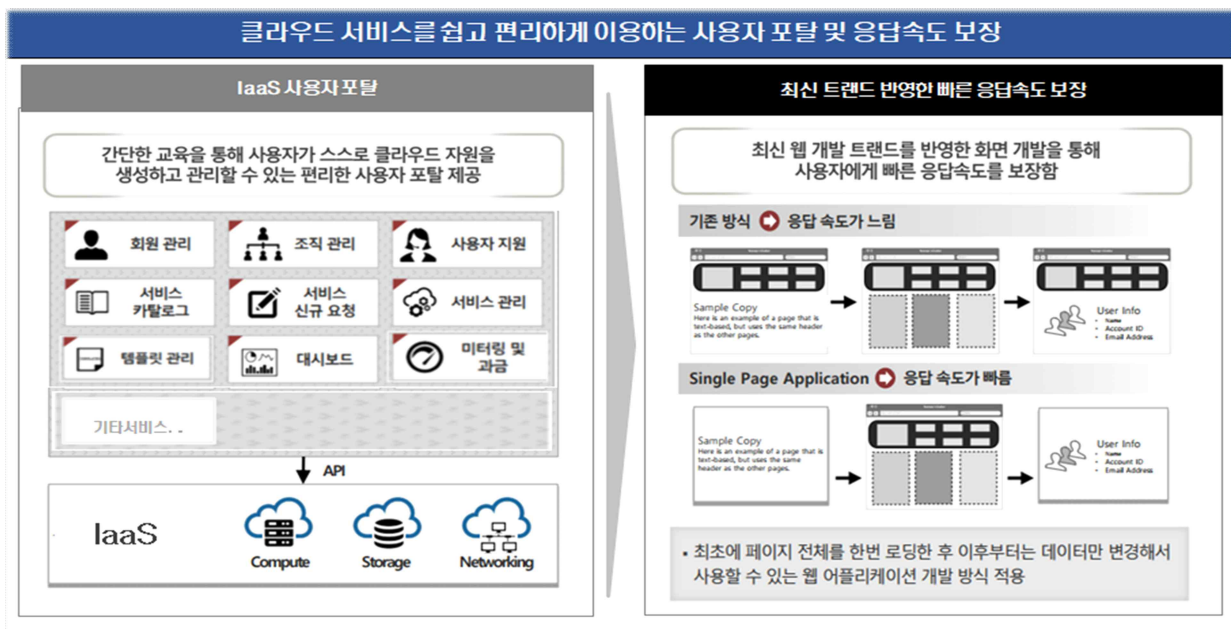 클라우드 서비스를 쉽고 편리하게 이용하는 사용자 포탈 및 응답속도 보장
IaaS 사용자 포탈
간단한 교육을 통해 사용자가 스스로 클라우드 자원을
생성하고 관리할 수 있는 편리한 사용자 포탈 제공
회원 관리
조직 관리
사용자 지원
서비스
카탈로그
서비스
신규 요청
서비스 관리
템플릿 관리
대시보드
미터링 및
과금
기타서비스. .
API
IaaS
Compute
Storage
Networking
최신 트랜드 반영한 빠른 응답속도 보장
최신 웹 개발 트랜드를 반영한 화면 개발을 통해
사용자에게 빠른 응답속도를 보장함
기존 방식 응답 속도가 느림
Sample Copy
Here is an example of a page that is
text-based, but uses the same header
as the other pages.
User Info
• Name
• Account ID
• Email Address
Single Page Application 응답 속도가 빠름
Sample Copy
Here is an example of a page that is
text-based, but uses the same
header as the other pages.
User Info
• Name
• Account ID
• Email Address
▪ 최초에 페이지 전체를 한번 로딩한 후 이후부터는 데이터만 변경해서
사용할 수 있는 웹 어플리케이션 개발 방식 적용